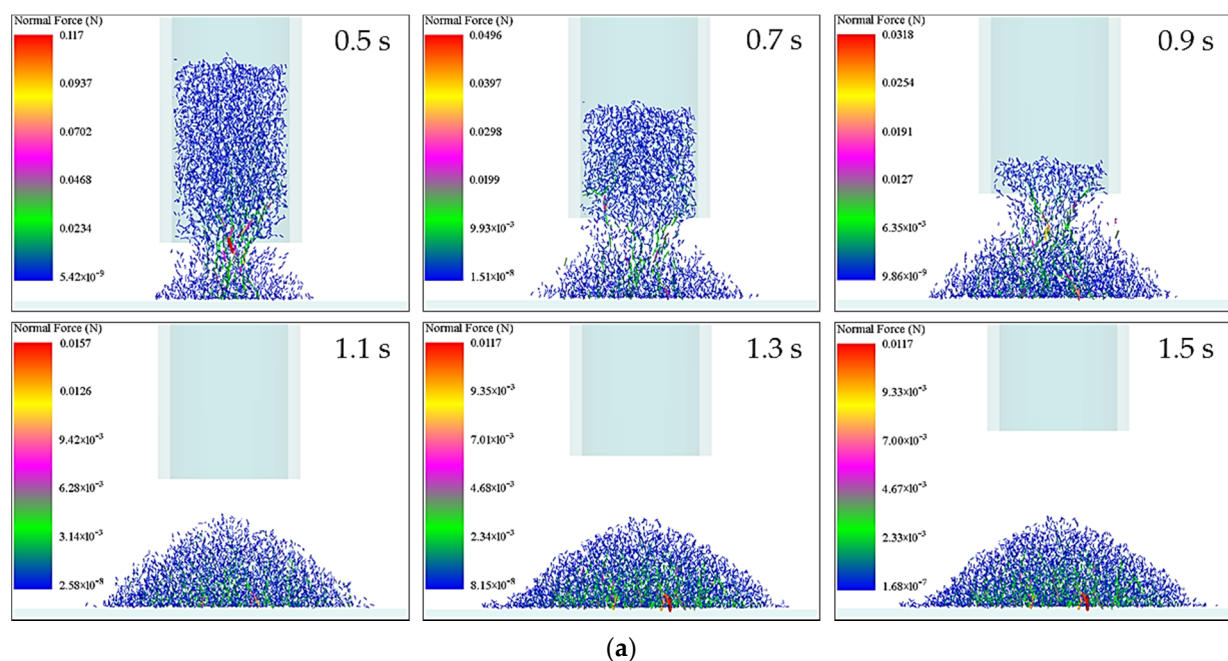 Normal Force (N)
0.117
0.0937
0.0702
0.0468
0.0234
5.42×10⁻⁹
0.5 s
Normal Force (N)
0.0496
0.0397
0.0298
0.0199
9.93×10⁻³
1.51×10⁻⁸
0.7 s
Normal Force (N)
0.0318
0.0254
0.0191
0.0127
6.35×10⁻³
9.86×10⁻⁹
0.9 s
Normal Force (N)
0.0157
0.0126
9.42×10⁻³
6.28×10⁻³
3.14×10⁻³
2.58×10⁻⁸
1.1 s
Normal Force (N)
0.0117
9.35×10⁻³
7.01×10⁻³
4.68×10⁻³
2.34×10⁻³
8.15×10⁻⁸
1.3 s
Normal Force (N)
0.0117
9.33×10⁻³
7.00×10⁻³
4.67×10⁻³
2.33×10⁻³
1.68×10⁻⁷
1.5 s
(a)